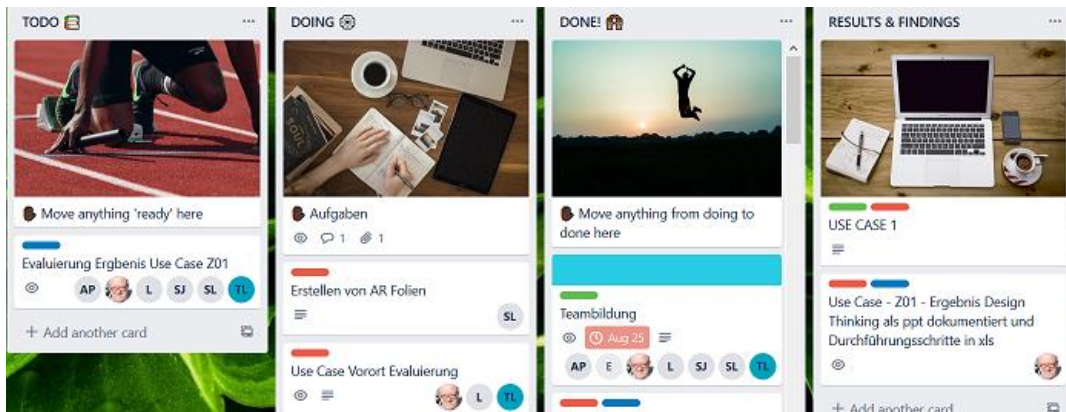 TODO
Move anything 'ready' here
Evaluierung Ergbenis Use Case Z01
AP L SJ SL TL
+ Add another card
DOING
Aufgaben
1 1
Erstellen von AR Folien
SL
Use Case Vorort Evaluierung
L TL
DONE!
Move anything from doing to
done here
Teambildung
Aug 25
AP E L SJ SL TL
RESULTS & FINDINGS
USE CASE 1
Use Case - Z01 - Ergebnis Design
Thinking als ppt dokumentiert und
Durchführungsschritte in xls
+ Add another card